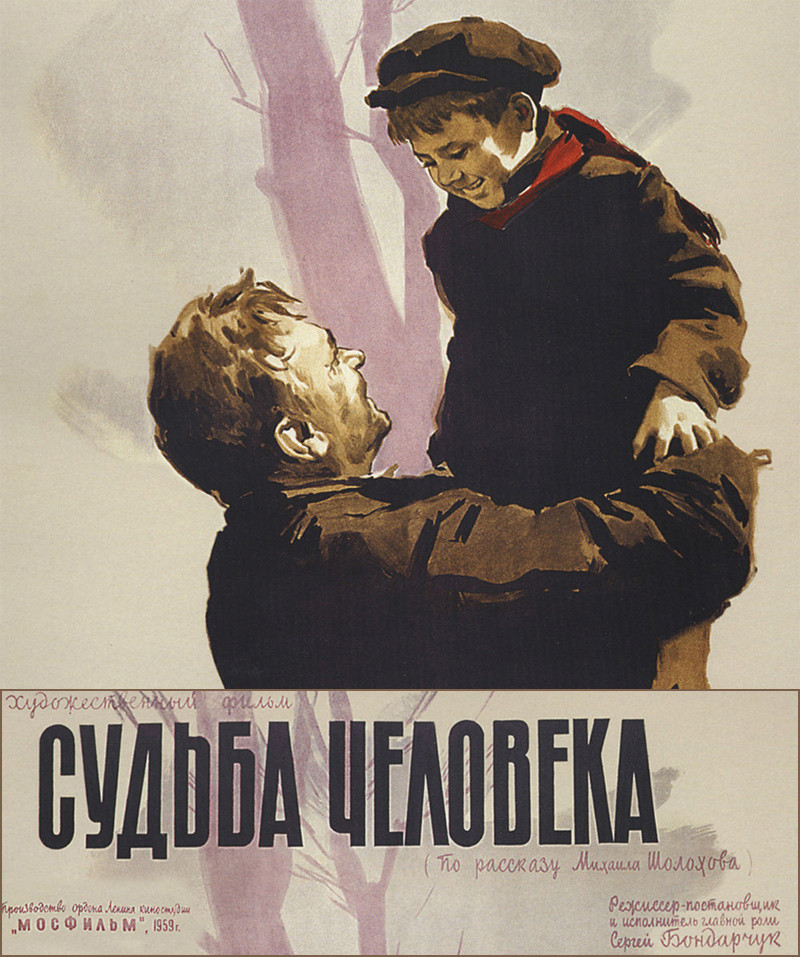 Художественный фильм
СУДЬБА ЧЕЛОВЕКА
(По рассказу Михаила Шолохова)
Производство ордена Ленина киностудии
„МОСФИЛЬМ“, 1959г.
Режиссер-постановщик
и исполнитель главной роли
Сергей Бондарчук